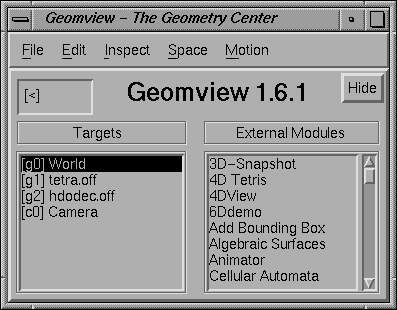 Geomview - The Geometry Center
File Edit Inspect Space Motion
[<]
Geomview 1.6.1
Hide
Targets
[g0] World
[g1] tetra.off
[g2] hdodec.off
[c0] Camera
External Modules
3D-Snapshot
4D Tetris
4DView
6Ddemo
Add Bounding Box
Algebraic Surfaces
Animator
Cellular Automata